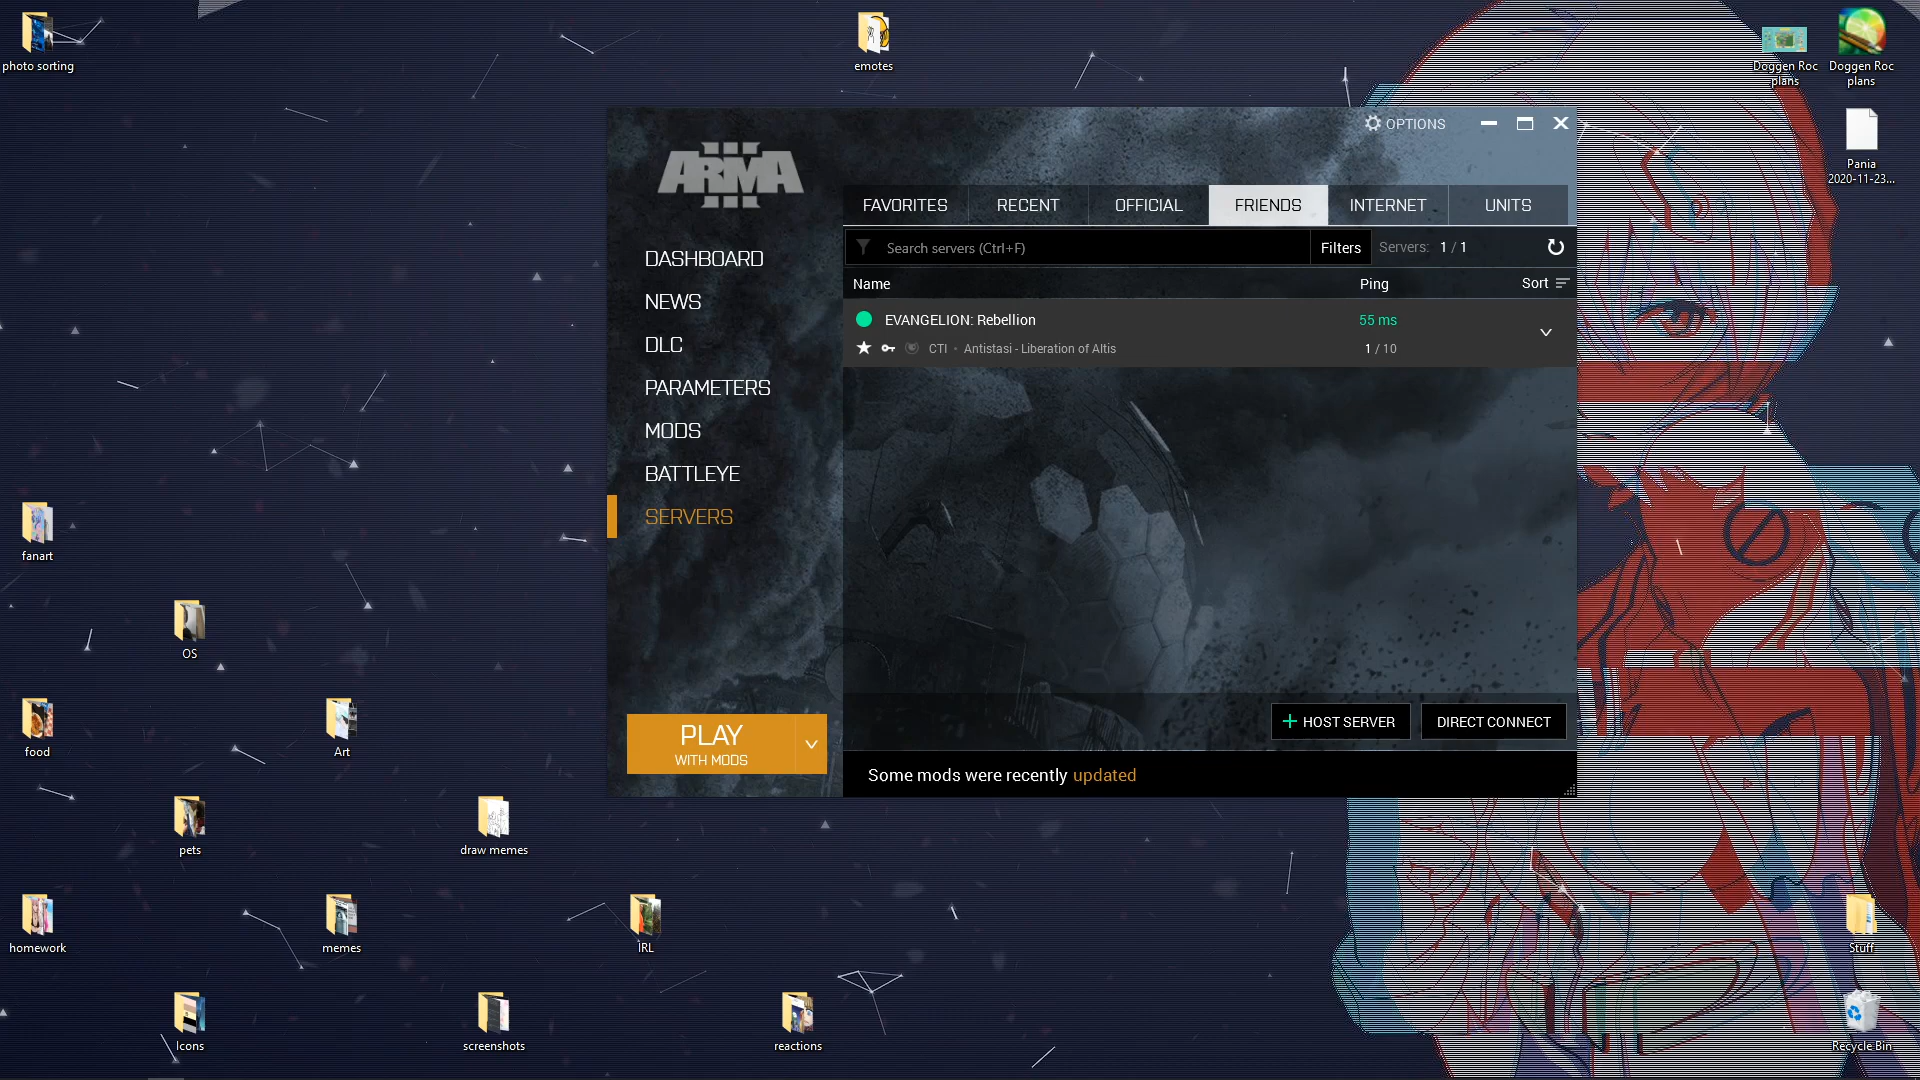 photo sorting
emotes
Doggen Roc
plans
Doggen Roc
plans
Pania
2020-11-23...
OPTIONS
ARMA
III
FAVORITES
RECENT
OFFICIAL
FRIENDS
INTERNET
UNITS
Search servers (Ctrl+F)
Filters
Servers: 1 / 1
DASHBOARD
NEWS
DLC
PARAMETERS
MODS
BATTLEYE
SERVERS
Name
Ping
Sort
EVANGELION: Rebellion
55 ms
CTI • Antistasi - Liberation of Altis
1 / 10
HOST SERVER
DIRECT CONNECT
PLAY
WITH MODS
Some mods were recently updated
fanart
OS
food
Art
pets
draw memes
homework
memes
IRL
Stuff
Icons
screenshots
reactions
Recycle Bin